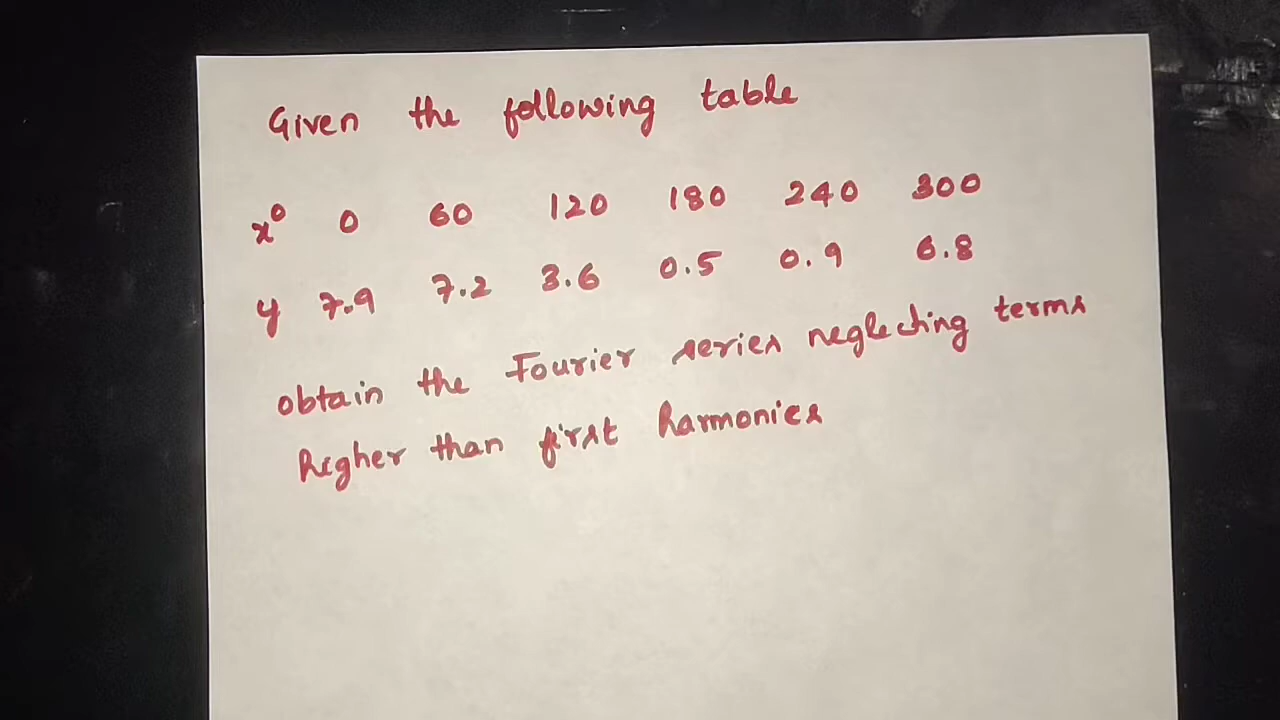 Given the following table
x⁰ 0 60 120 180 240 300
y 7.9 7.2 3.6 0.5 0.9 6.8
obtain the Fourier series neglecting terms
higher than first harmonics